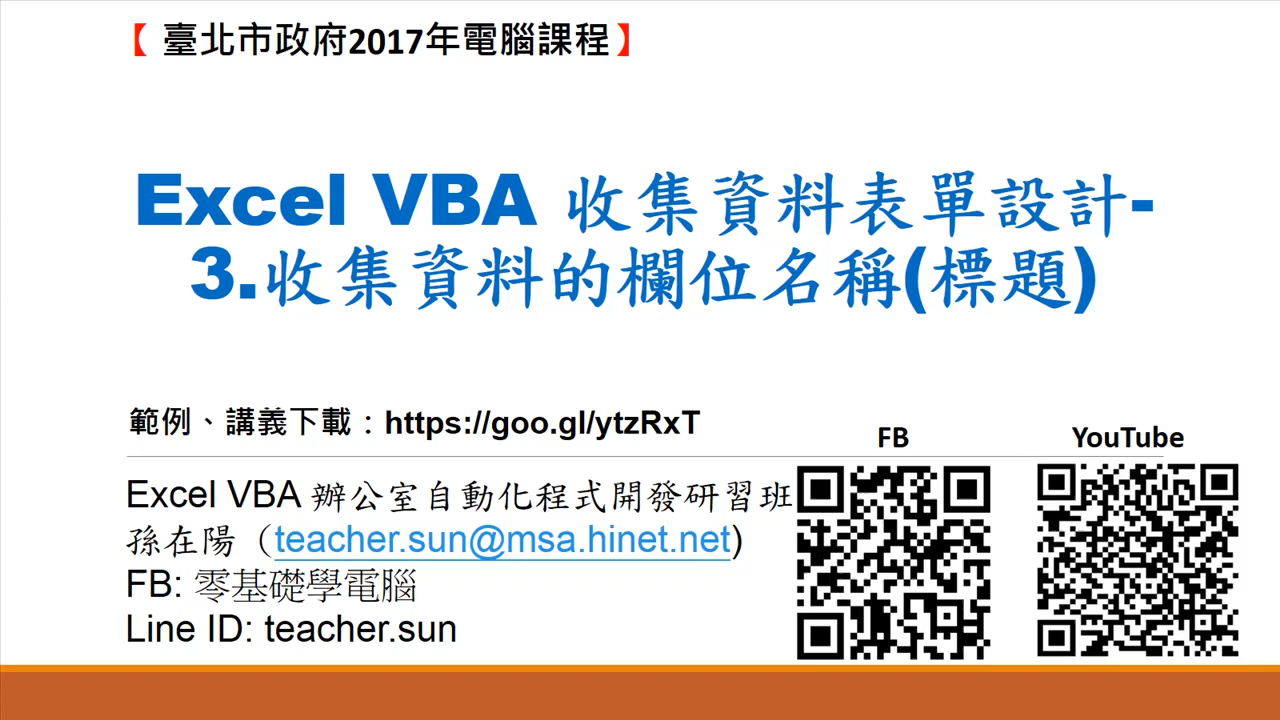 【 臺北市政府2017年電腦課程】
Excel VBA 收集資料表單設計-
3.收集資料的欄位名稱(標題)
範例、講義下載：https://goo.gl/ytzRxT
FB
YouTube
Excel VBA 辦公室自動化程式開發研習班
孫在陽（teacher.sun@msa.hinet.net)
FB: 零基礎學電腦
Line ID: teacher.sun